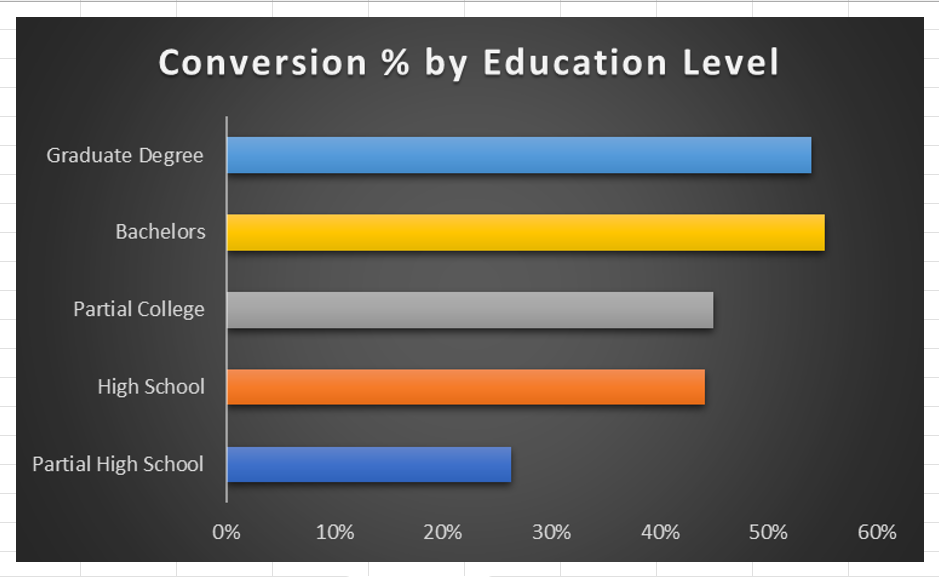 Conversion % by Education Level
Graduate Degree
Bachelors
Partial College
High School
Partial High School
0% 10% 20% 30% 40% 50% 60%